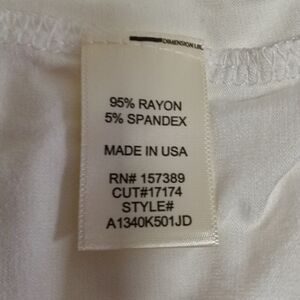 95% RAYON
5% SPANDEX
MADE IN USA
RN# 157389
CUT#17174
STYLE#
A1340K501JD